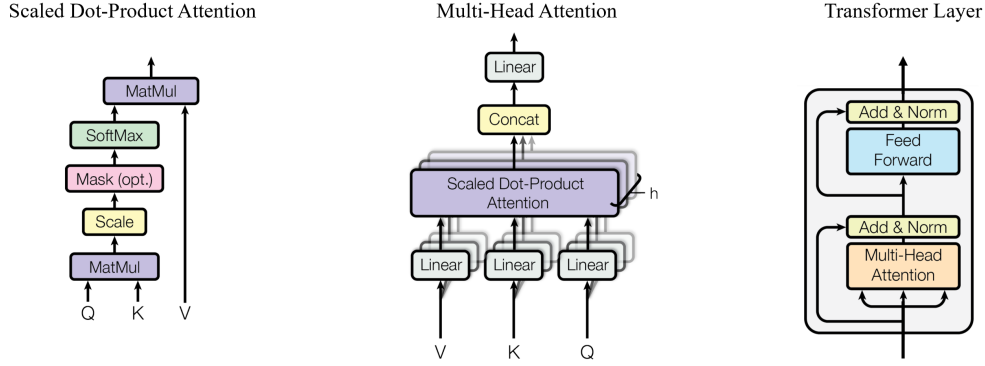 Scaled Dot-Product Attention
MatMul
SoftMax
Mask (opt.)
Scale
MatMul
Q K V
Multi-Head Attention
Linear
Concat
Scaled Dot-Product
Attention
h
Linear Linear Linear
V K Q
Transformer Layer
Add & Norm
Feed
Forward
Add & Norm
Multi-Head
Attention